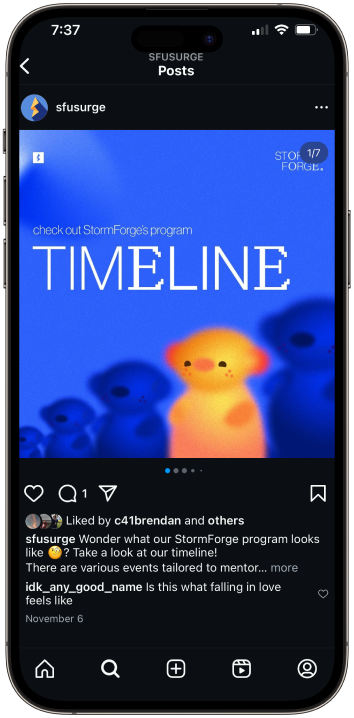 7:37
SFUSURGE
Posts
sfusurge
1/7
FORGE.
check out StormForge's program
TIMELINE
1
Liked by c41brendan and others
sfusurge Wonder what our StormForge program looks
like 🤔? Take a look at our timeline!
There are various events tailored to mentor... more
idk_any_good_name Is this what falling in love
feels like
November 6